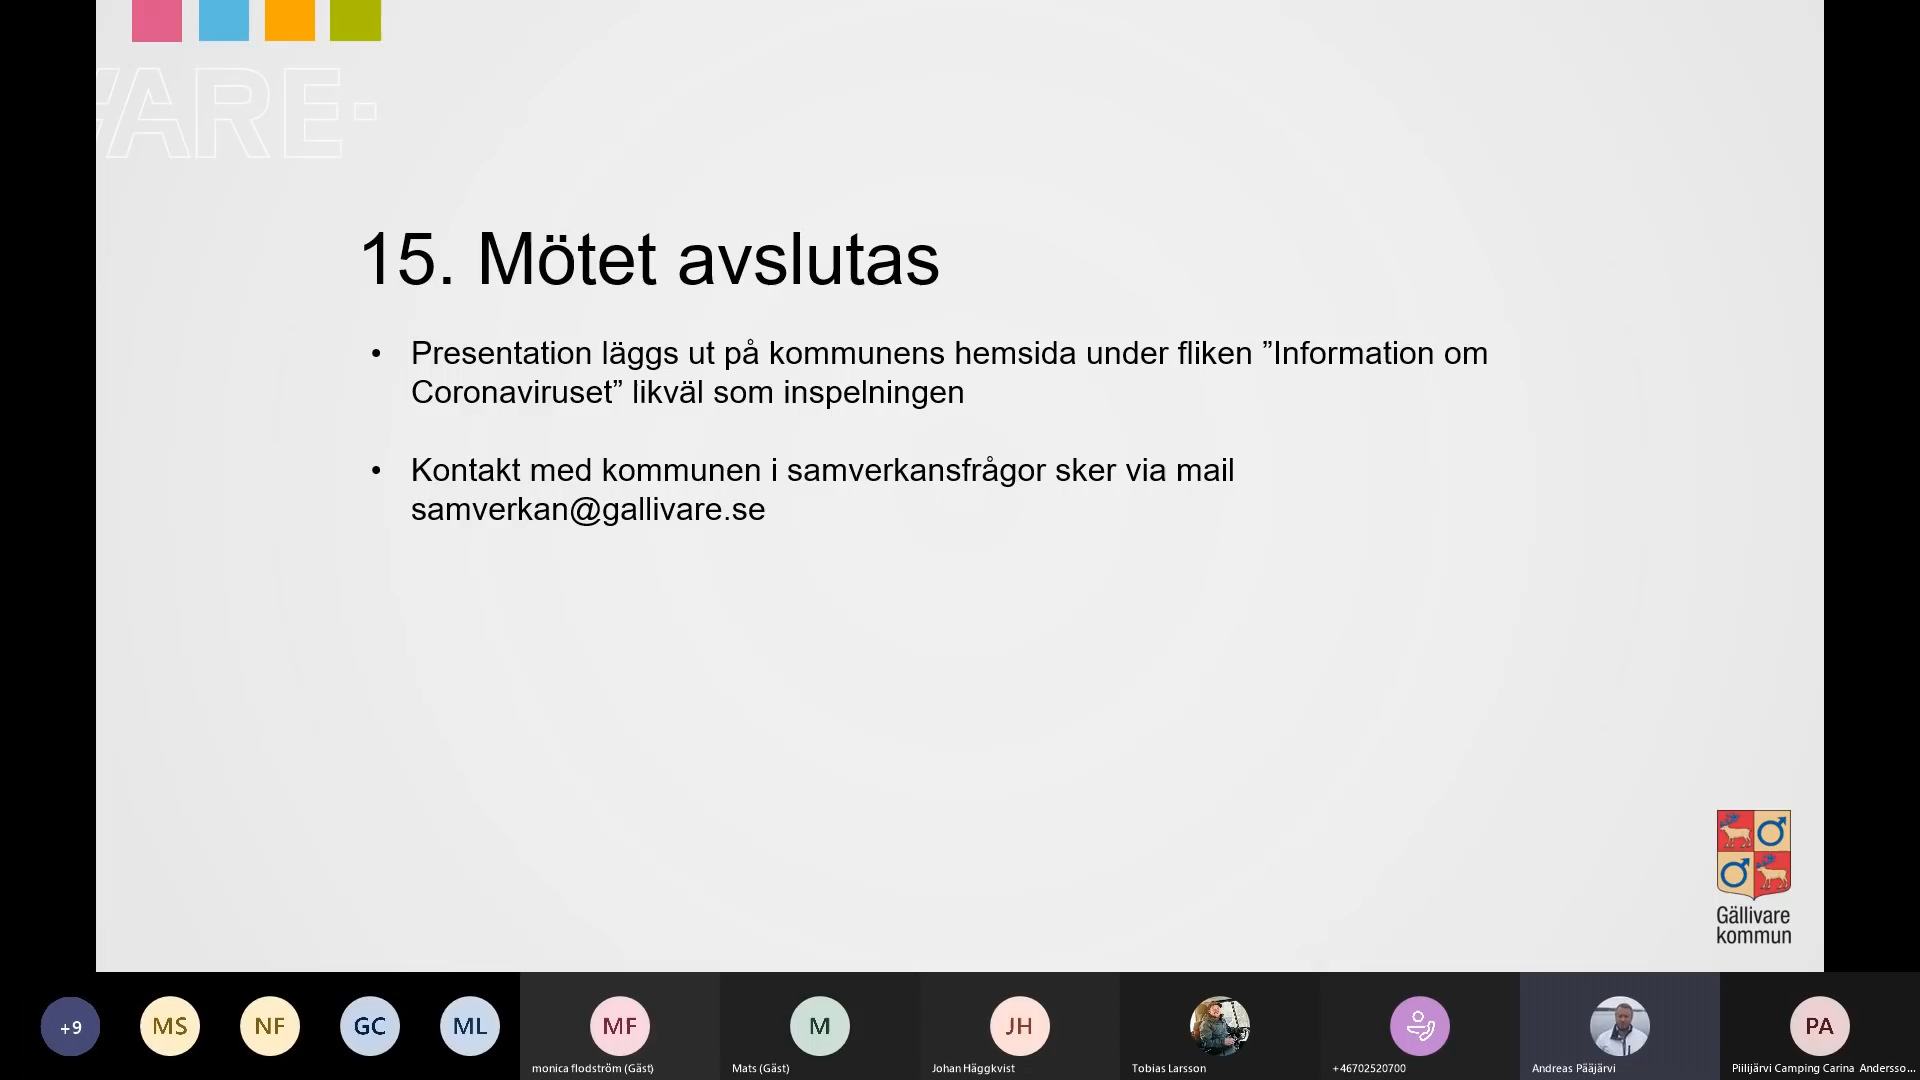 VARE
15. Mötet avslutas
• Presentation läggs ut på kommunens hemsida under fliken ”Information om
Coronaviruset” likväl som inspelningen
• Kontakt med kommunen i samverkansfrågor sker via mail
samverkan@gallivare.se
Gällivare
kommun
+9
MS
NF
GC
ML
MF
M
JH
PA
monica flodström (Gäst)
Mats (Gäst)
Johan Häggkvist
Tobias Larsson
+46702520700
Andreas Pääjärvi
Piilijärvi Camping Carina Andersso...